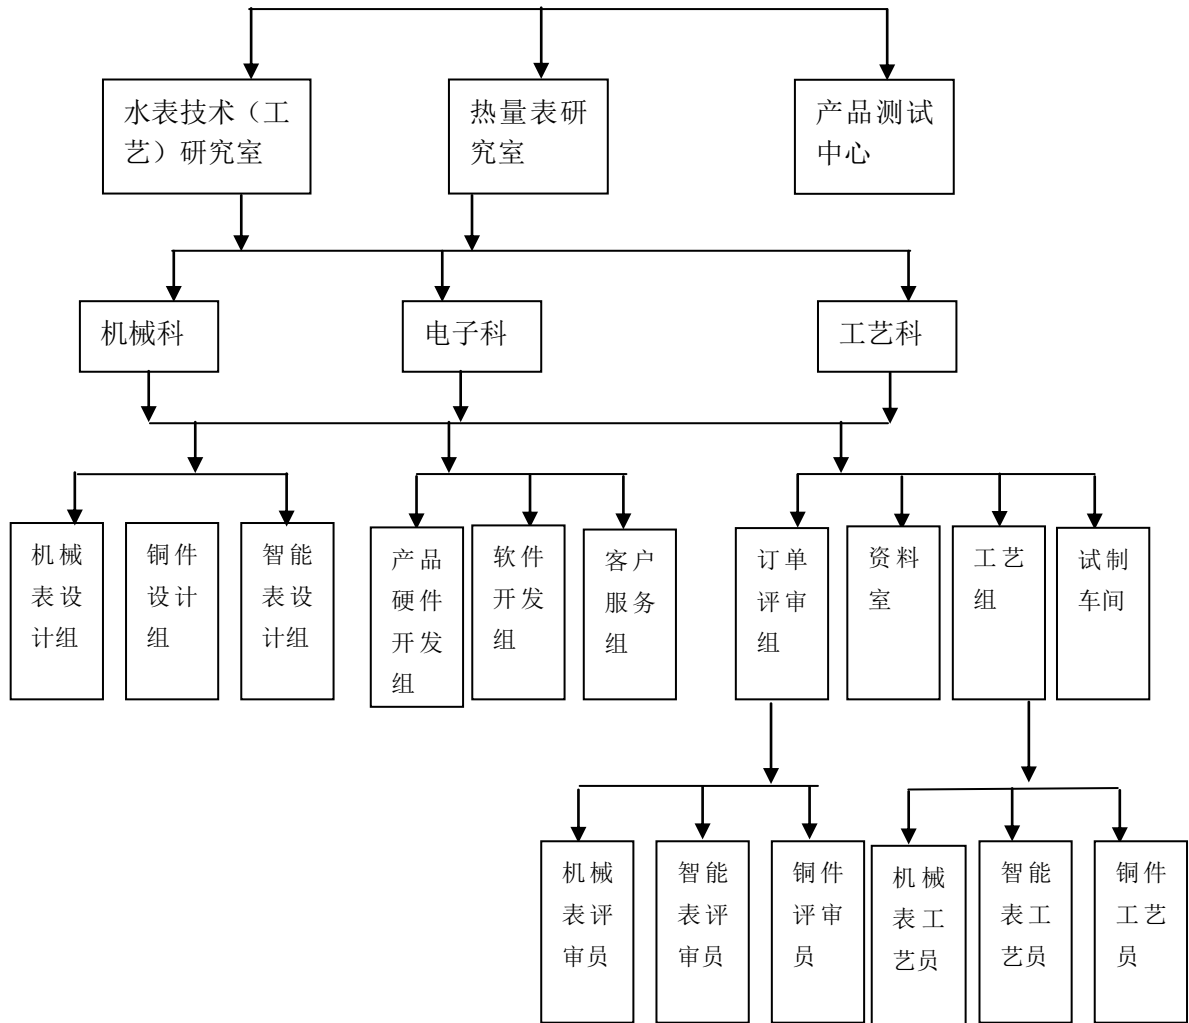 水表技术（工
艺）研究室
热量表研
究室
产品测试
中心
机械科
电子科
工艺科
机械
表设
计组
铜件
设计
组
智能
表设
计组
产品
硬件
开发
组
软件
开发
组
客户
服务
组
订单
评审
组
资料
室
工艺
组
试制
车间
机械
表评
审员
智能
表评
审员
铜件
评审
员
机械
表工
艺员
智能
表工
艺员
铜件
工艺
员